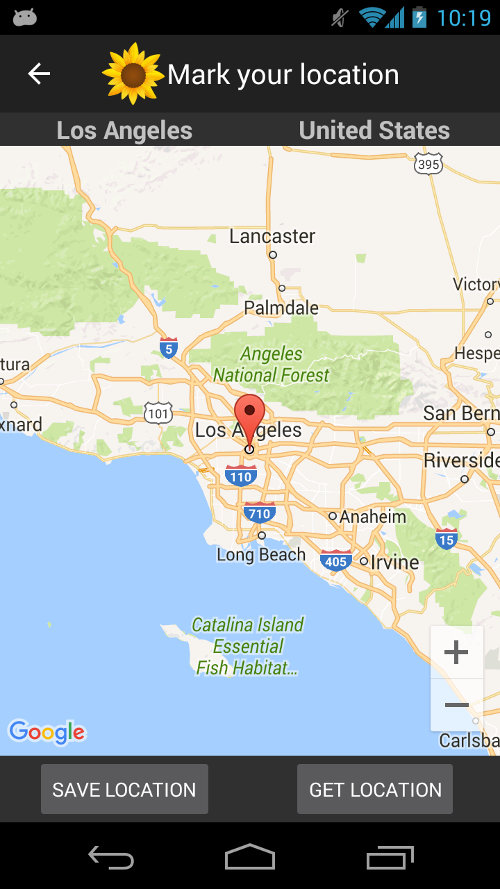 10:19
Mark your location
Los Angeles United States
395
Lancaster
Victorv
Palmdale
5
Hespe
Angeles
National Forest
tura
101
xnard
San Bern
Los Angeles
Riverside
110
710
Anaheim
15
Long Beach
405
Irvine
Catalina Island
Essential
Fish Habitat...
+
−
Google
Carlsba
SAVE LOCATION GET LOCATION